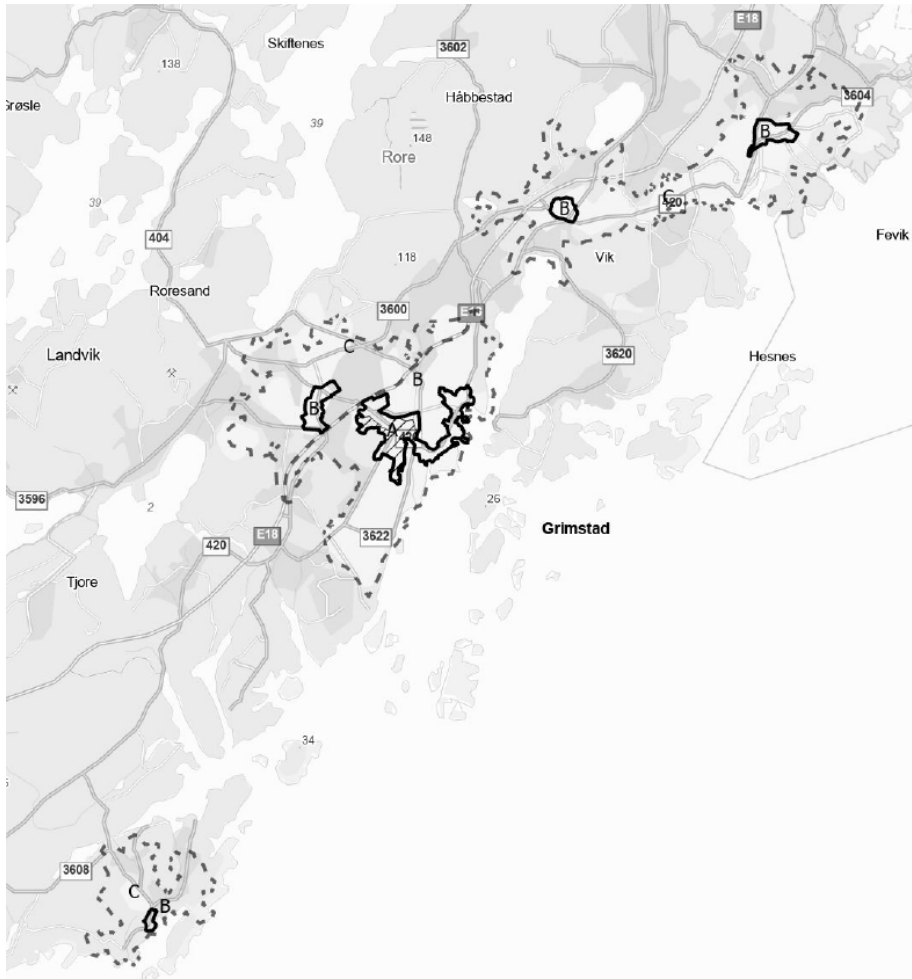 E18
Skiftenes
3602
138
Håbbestad
3604
39
148
Rore
B
39
C
420
B
404
Fevik
118
Vik
Roresand
3600
E18
C
3620
Landvik
Hesnes
B
B
A
420
3596
26
2
Grimstad
E18
3622
420
Tjore
34
3608
C
B